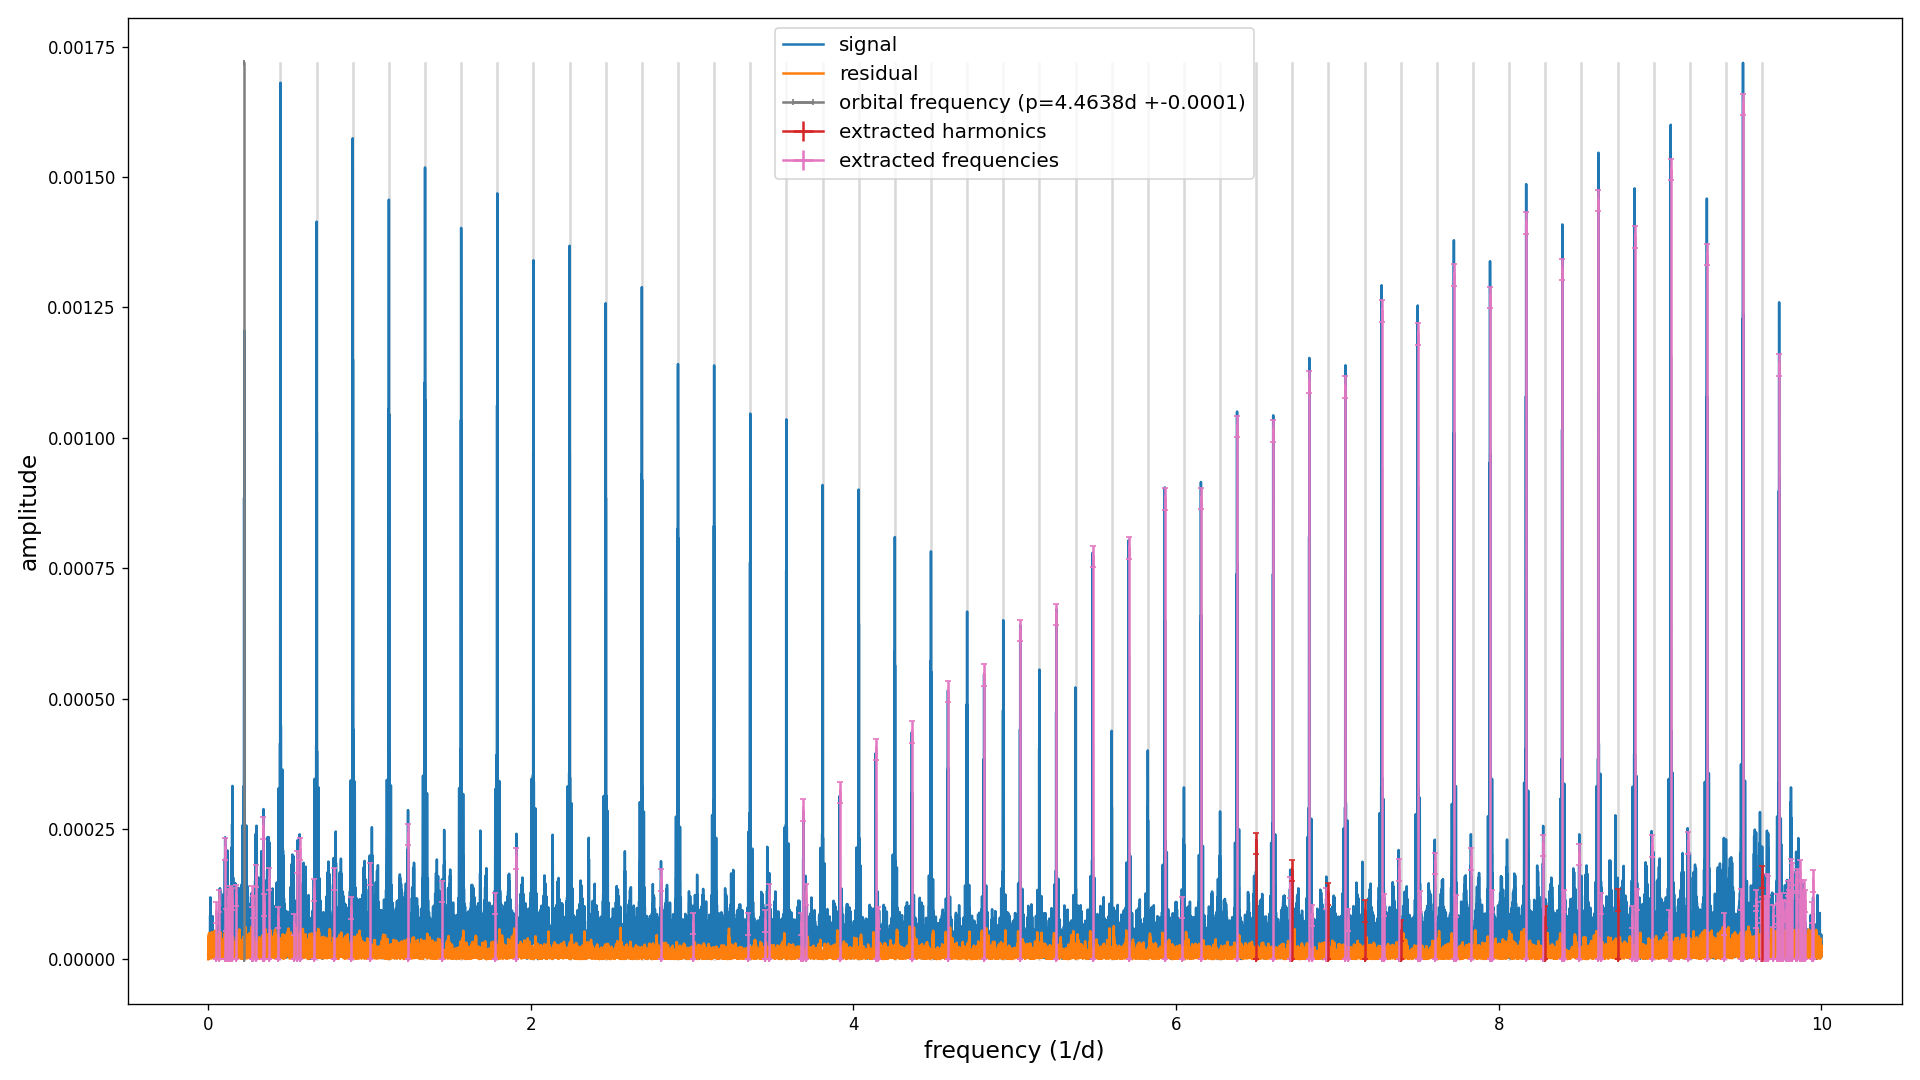 signal
residual
orbital frequency (p=4.4638d +-0.0001)
extracted harmonics
extracted frequencies
0.00175
0.00150
0.00125
0.00100
0.00075
0.00050
0.00025
0.00000
amplitude
0 2 4 6 8 10
frequency (1/d)